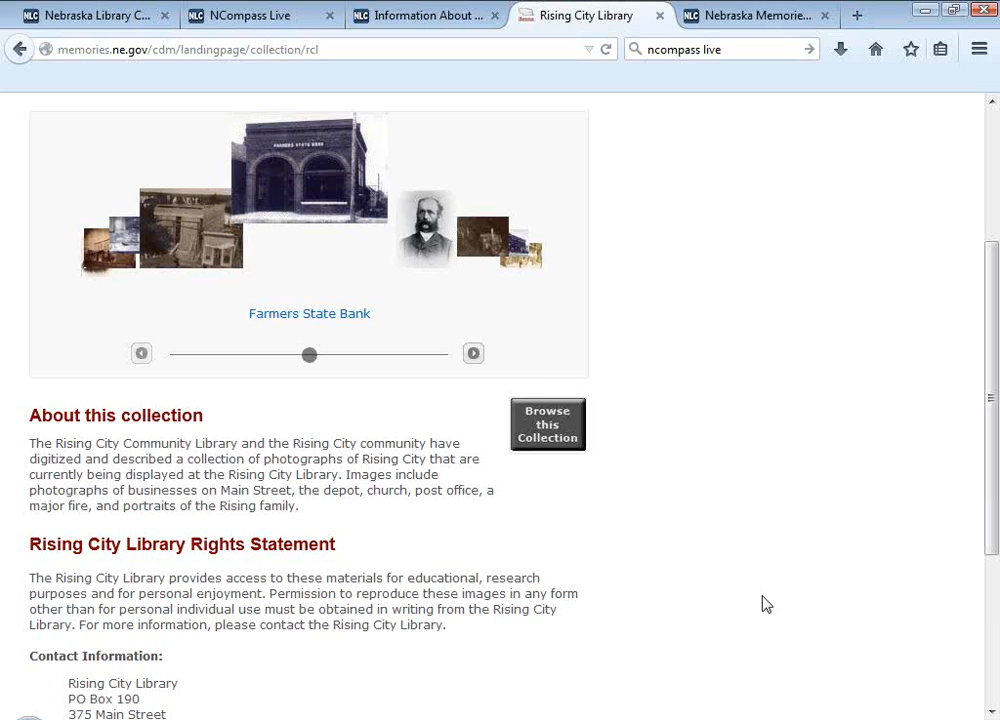 NLC Nebraska Library C...
NLC NCompass Live
NLC Information About ...
Rising City Library
NLC Nebraska Memorie...
memories.ne.gov/cdm/landingpage/collection/rcl
ncompass live
FARMERS STATE BANK
Farmers State Bank
About this collection
Browse
this
Collection
The Rising City Community Library and the Rising City community have
digitized and described a collection of photographs of Rising City that are
currently being displayed at the Rising City Library. Images include
photographs of businesses on Main Street, the depot, church, post office, a
major fire, and portraits of the Rising family.
Rising City Library Rights Statement
The Rising City Library provides access to these materials for educational, research
purposes and for personal enjoyment. Permission to reproduce these images in any form
other than for personal individual use must be obtained in writing from the Rising City
Library. For more information, please contact the Rising City Library.
Contact Information:
Rising City Library
PO Box 190
375 Main Street